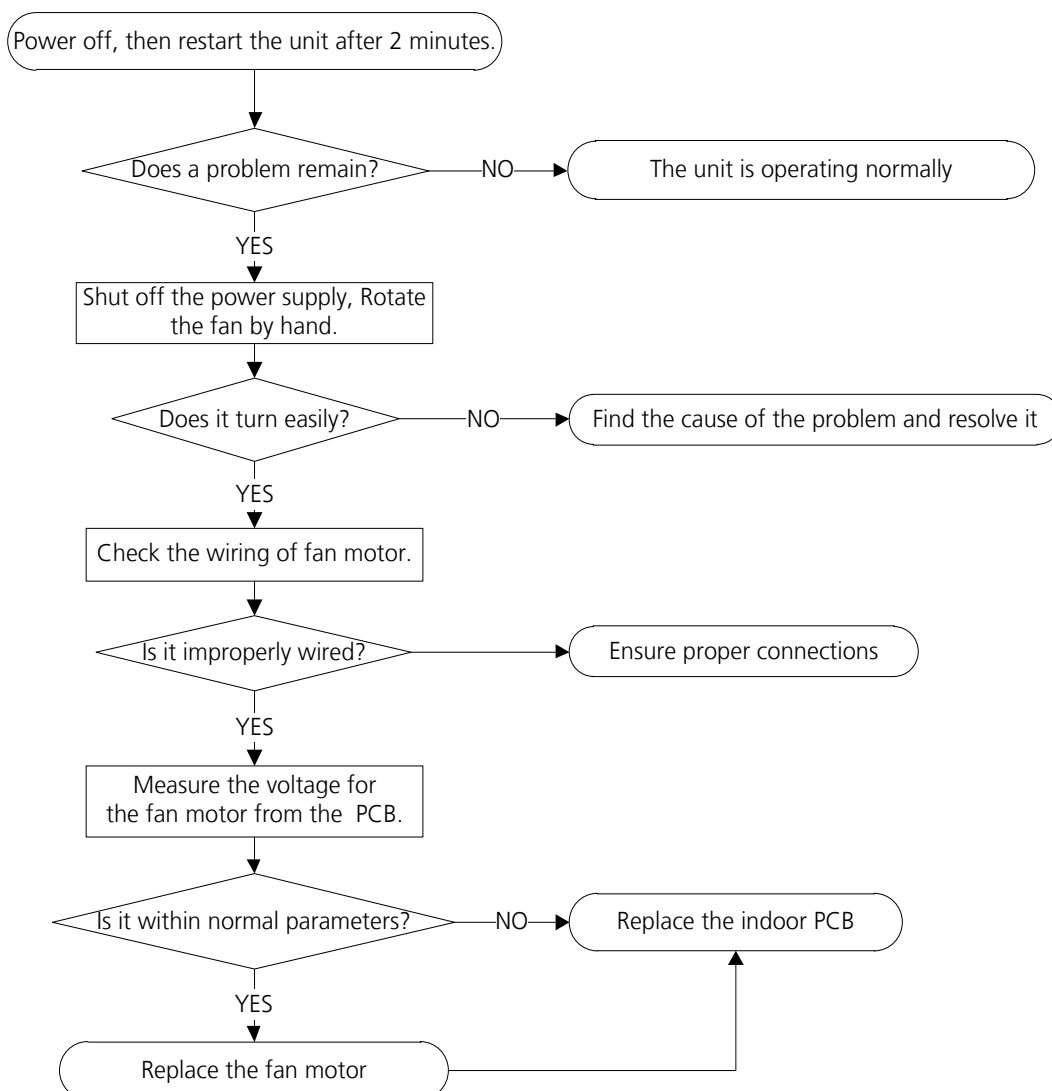 Power off, then restart the unit after 2 minutes.
Does a problem remain?
NO
The unit is operating normally
YES
Shut off the power supply, Rotate
the fan by hand.
Does it turn easily?
NO
Find the cause of the problem and resolve it
YES
Check the wiring of fan motor.
Is it improperly wired?
Ensure proper connections
YES
Measure the voltage for
the fan motor from the PCB.
Is it within normal parameters?
NO
Replace the indoor PCB
YES
Replace the fan motor